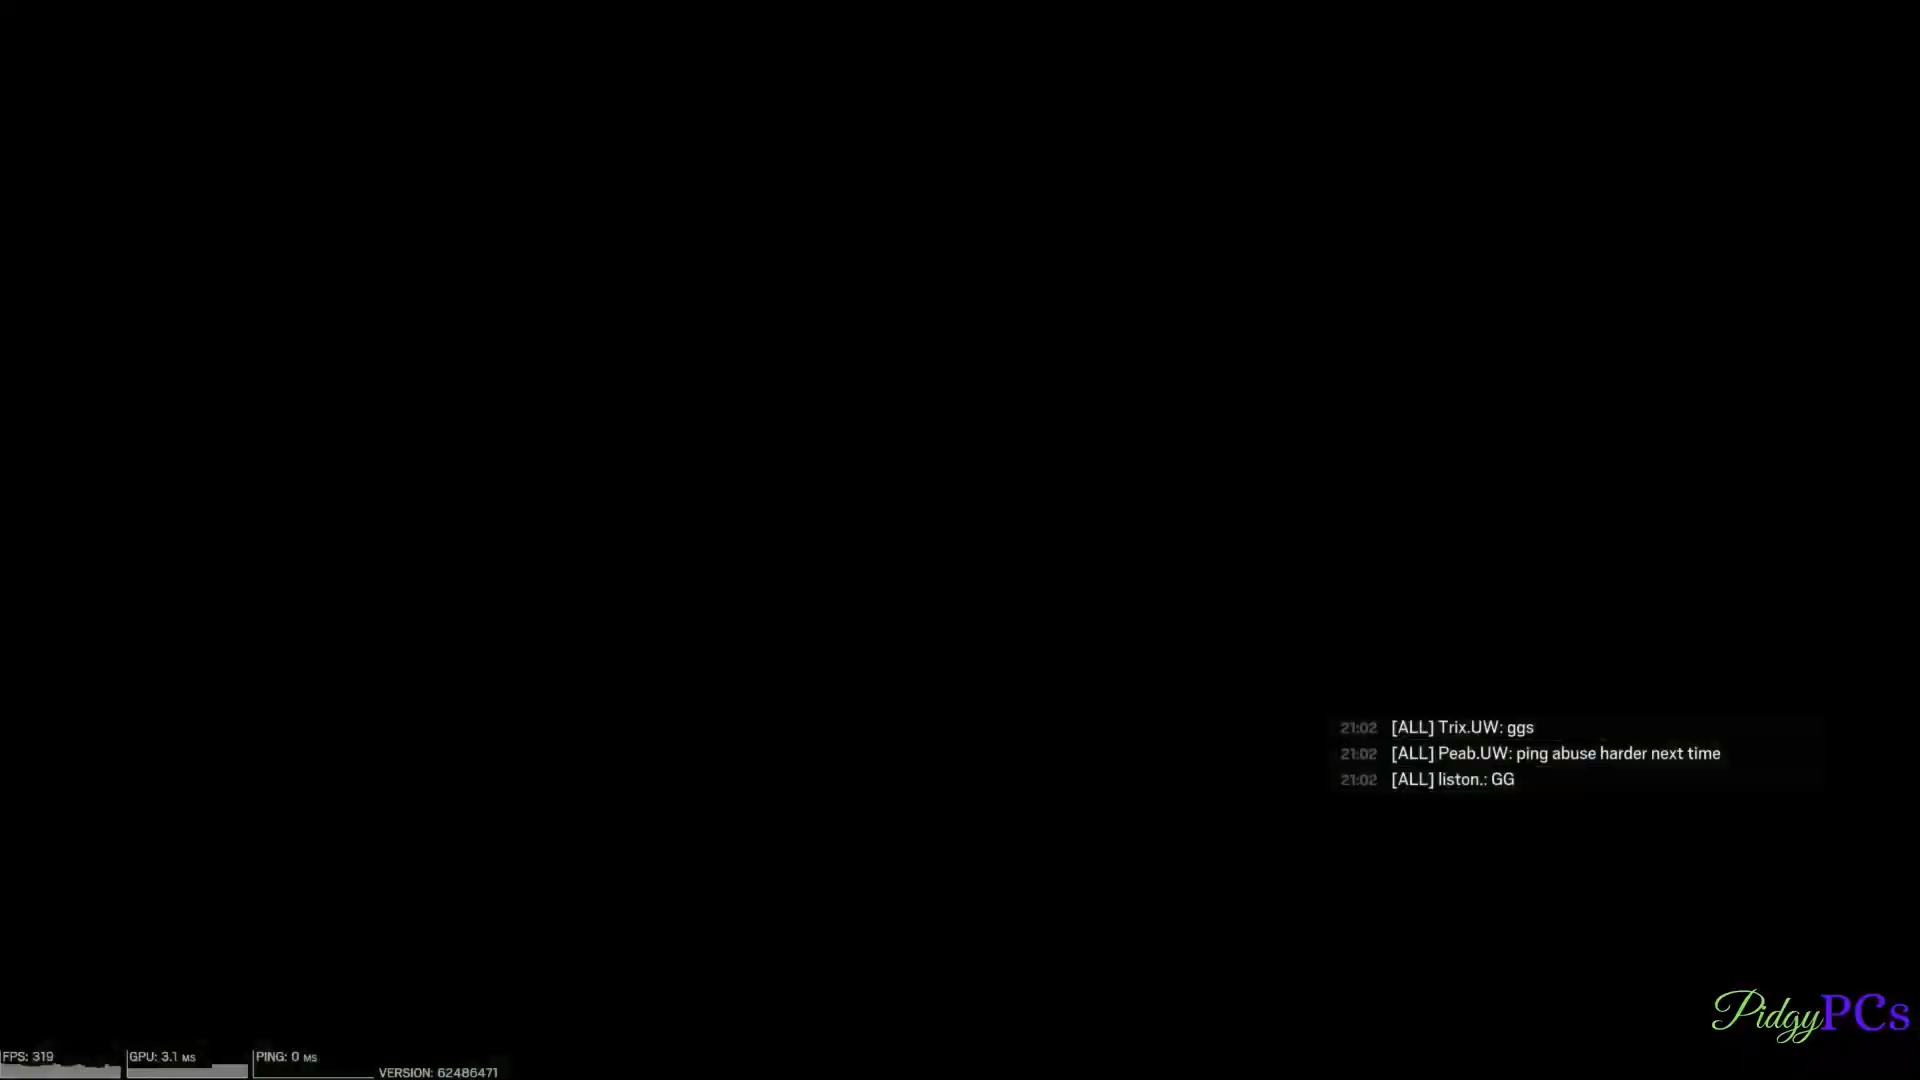 21:02 [ALL] Trix.UW: ggs
21:02 [ALL] Peab.UW: ping abuse harder next time
21:02 [ALL] liston.: GG
PidgyPCs
FPS: 319 GPU: 3.1 MS PING: 0 MS
VERSION: 62486471